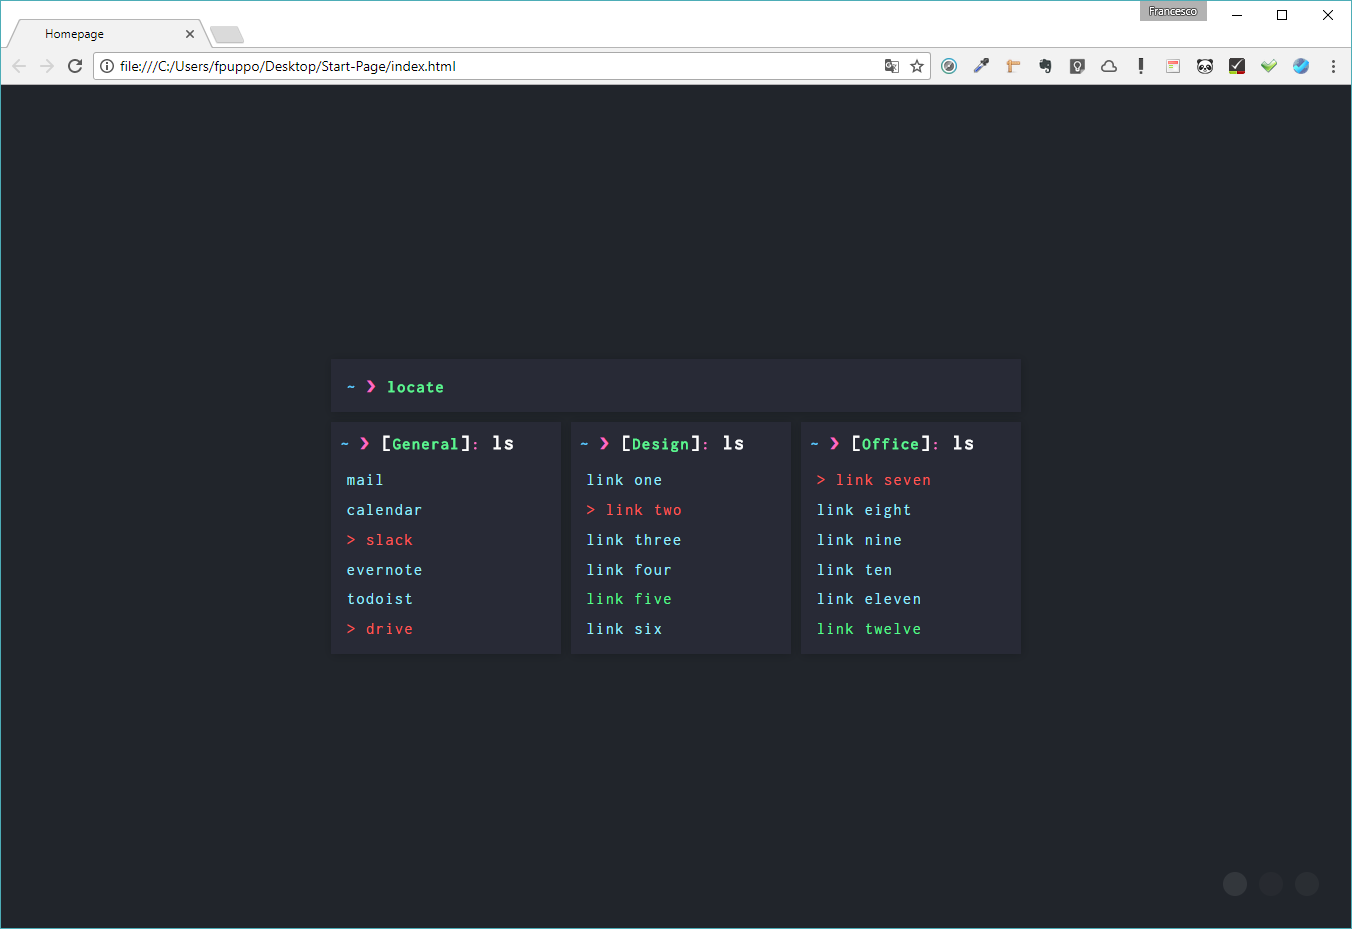 Francesco
Homepage
file:///C:/Users/fpuppo/Desktop/Start-Page/index.html
~ ❯ locate
~ ❯ [General]: ls
mail
calendar
> slack
evernote
todoist
> drive
~ ❯ [Design]: ls
link one
> link two
link three
link four
link five
link six
~ ❯ [Office]: ls
> link seven
link eight
link nine
link ten
link eleven
link twelve